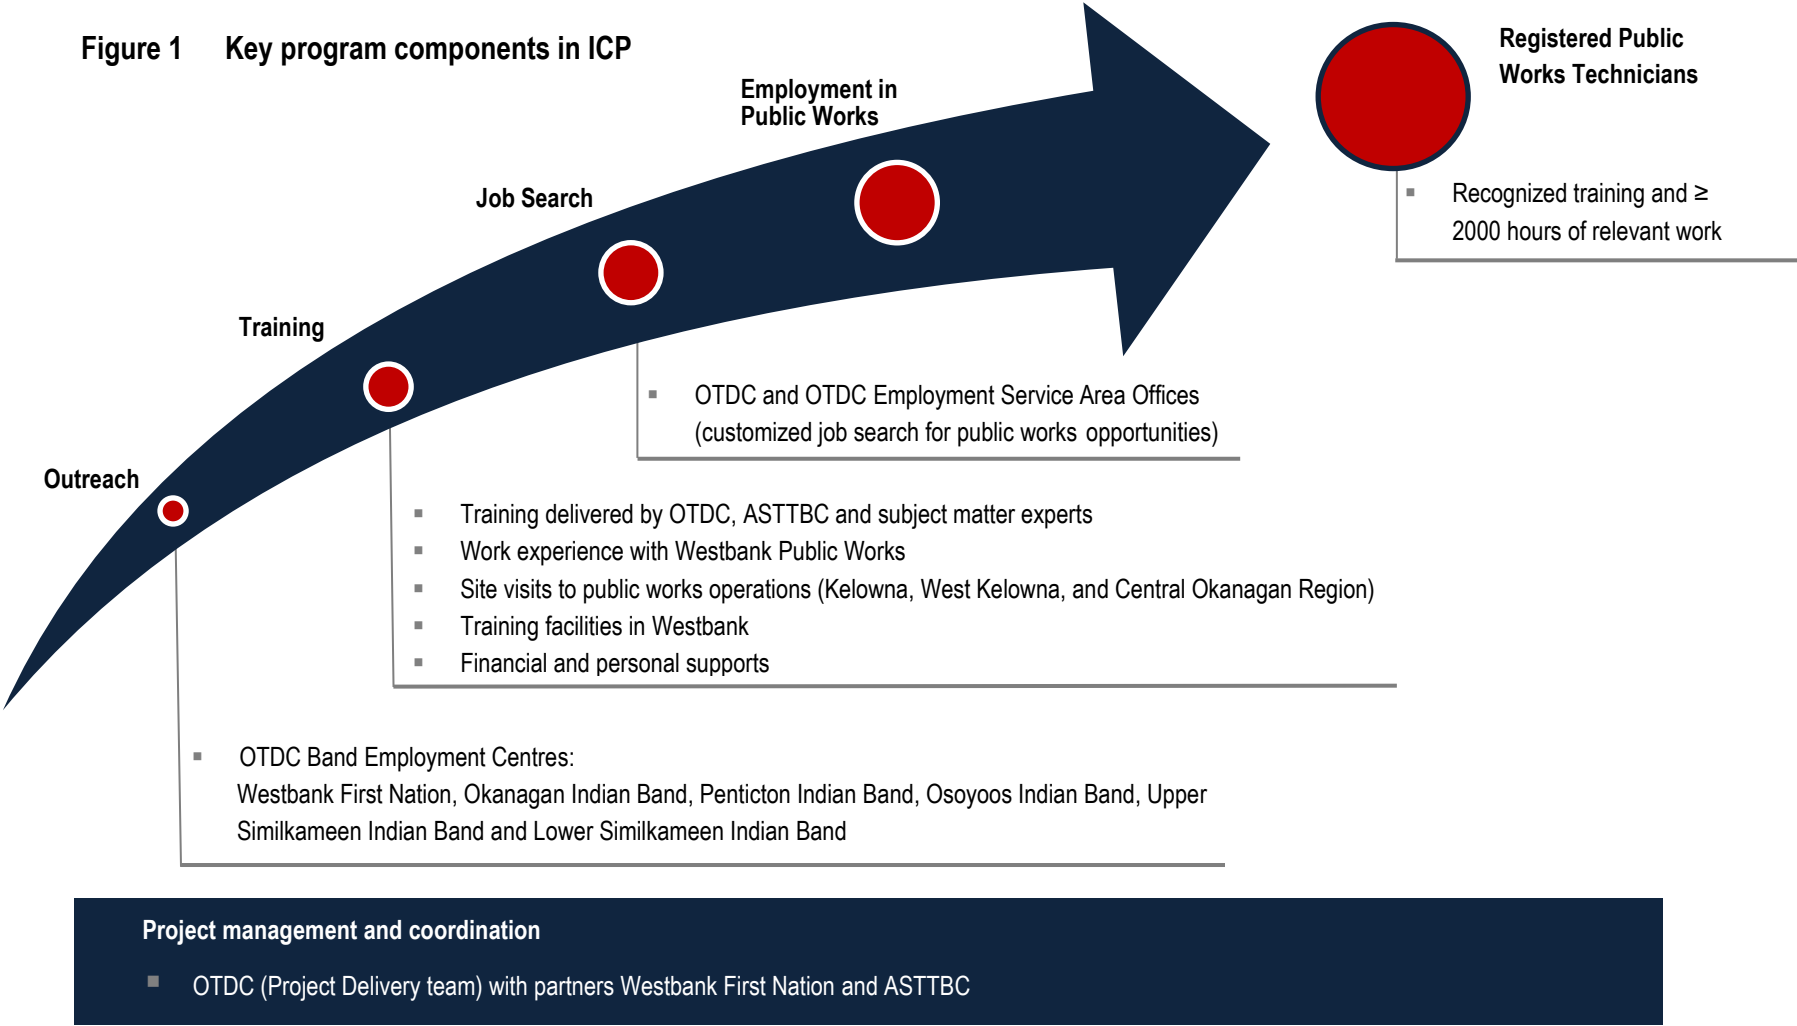 Figure 1 Key program components in ICP
Registered Public
Works Technicians
Employment in
Public Works
Recognized training and ≥
2000 hours of relevant work
Job Search
Training
OTDC and OTDC Employment Service Area Offices
(customized job search for public works opportunities)
Outreach
Training delivered by OTDC, ASTTBC and subject matter experts
Work experience with Westbank Public Works
Site visits to public works operations (Kelowna, West Kelowna, and Central Okanagan Region)
Training facilities in Westbank
Financial and personal supports
OTDC Band Employment Centres:
Westbank First Nation, Okanagan Indian Band, Penticton Indian Band, Osoyoos Indian Band, Upper
Similkameen Indian Band and Lower Similkameen Indian Band
Project management and coordination
OTDC (Project Delivery team) with partners Westbank First Nation and ASTTBC